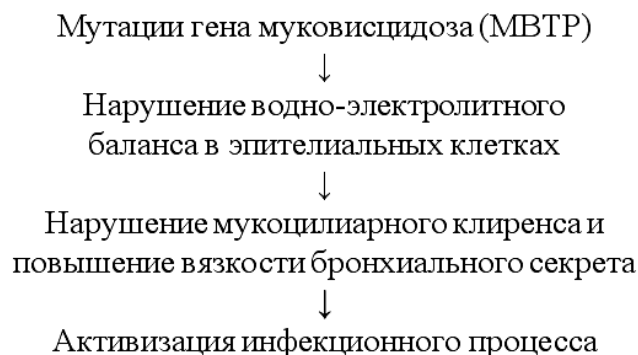 Мутации гена муковисцидоза (МВТР)
↓
Нарушение водно-электролитного
баланса в эпителиальных клетках
↓
Нарушение мукоцилиарного клиренса и
повышение вязкости бронхиального секрета
↓
Активизация инфекционного процесса